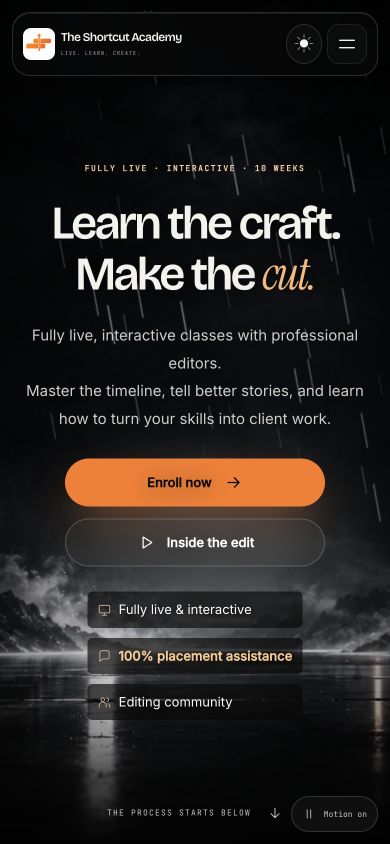 The Shortcut Academy
LIVE. LEARN. CREATE.
FULLY LIVE · INTERACTIVE · 10 WEEKS
Learn the craft.
Make the cut.
Fully live, interactive classes with professional
editors.
Master the timeline, tell better stories, and learn
how to turn your skills into client work.
Enroll now
Inside the edit
Fully live & interactive
100% placement assistance
Editing community
THE PROCESS STARTS BELOW
Motion on